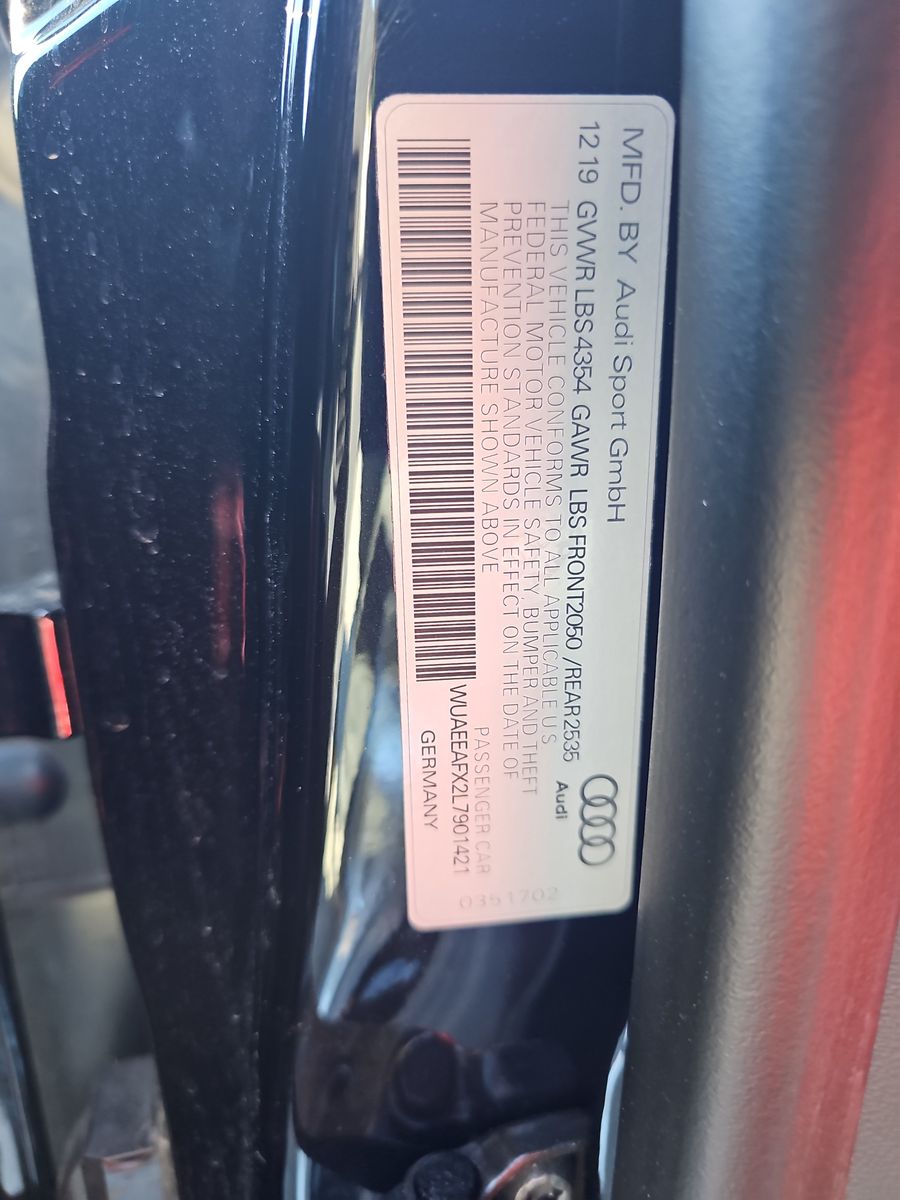 MFD. BY Audi Sport GmbH
12 19 GVWR LBS 4354 GAWR LBS FRONT 2050 /REAR 2535
Audi
THIS VEHICLE CONFORMS TO ALL APPLICABLE U S
FEDERAL MOTOR VEHICLE SAFETY BUMPER AND THEFT
PREVENTION STANDARDS IN EFFECT ON THE DATE OF
MANUFACTURE SHOWN ABOVE
PASSENGER CAR
WUAEEAFX2L7901421
GERMANY
0351702